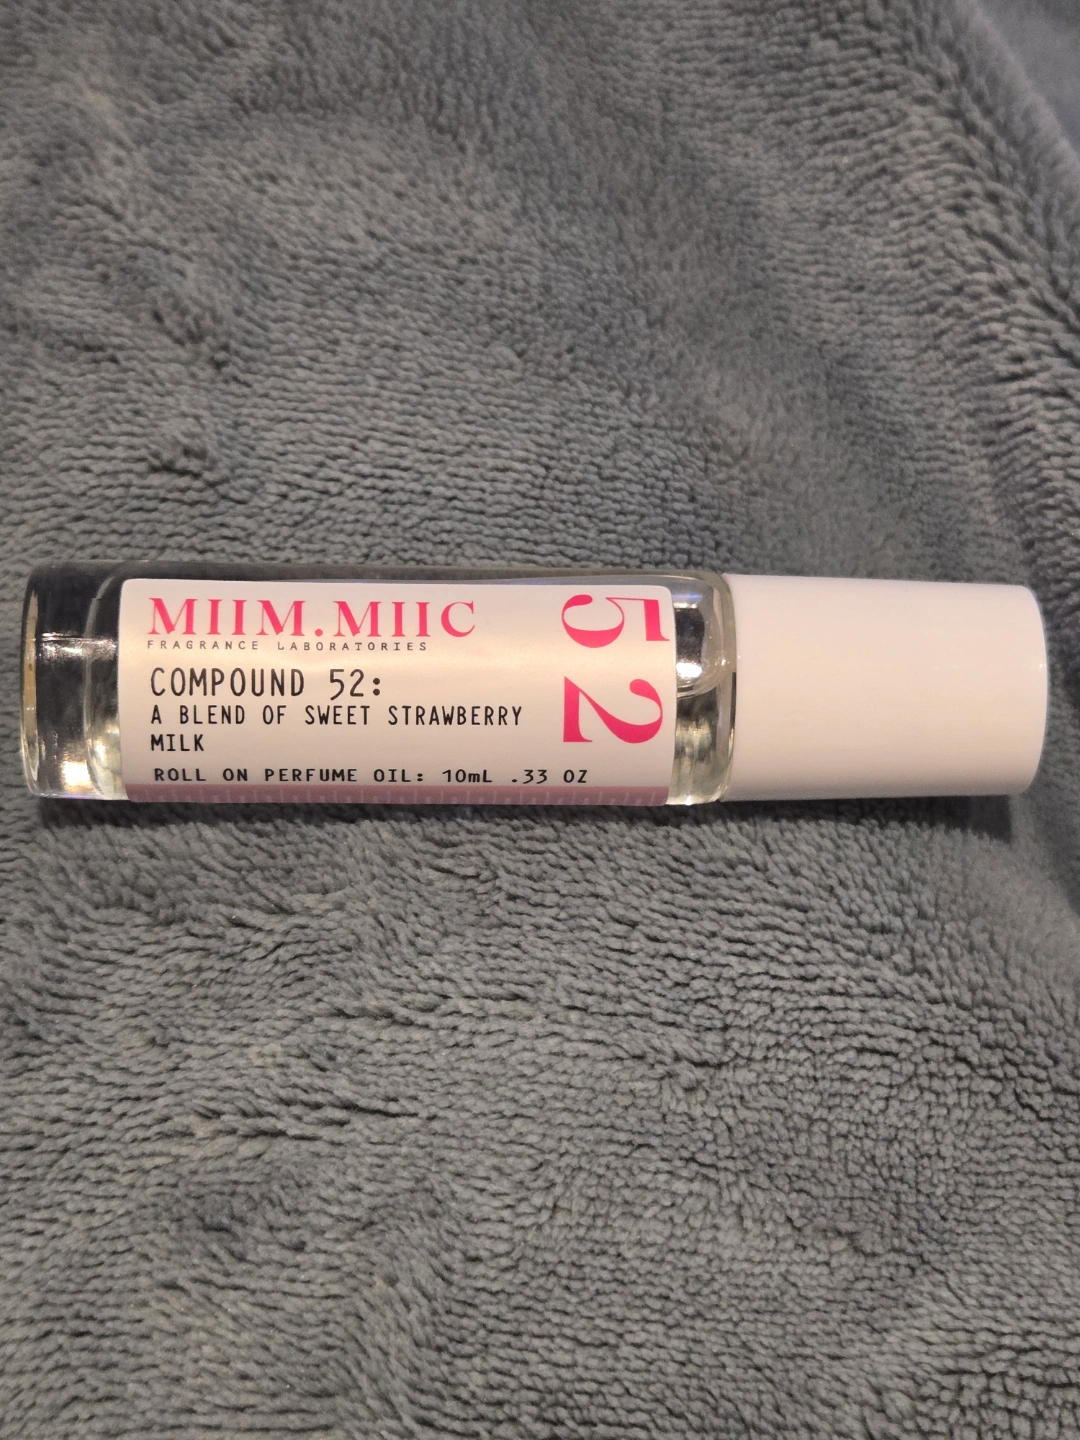 MIIM.MIIC
FRAGRANCE LABORATORIES
COMPOUND 52:
A BLEND OF SWEET STRAWBERRY
MILK
ROLL ON PERFUME OIL: 10mL .33 OZ
52